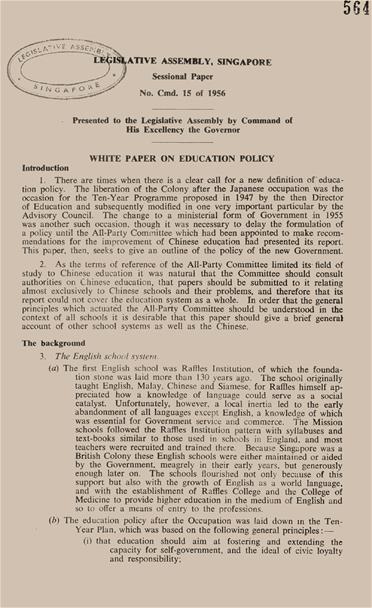 564
LEGISLATIVE ASSEMBLY
SINGAPORE
LEGISLATIVE ASSEMBLY, SINGAPORE
Sessional Paper
No. Cmd. 15 of 1956
Presented to the Legislative Assembly by Command of
His Excellency the Governor
WHITE PAPER ON EDUCATION POLICY
Introduction
1. There are times when there is a clear call for a new definition of educa-
tion policy. The liberation of the Colony after the Japanese occupation was the
occasion for the Ten-Year Programme proposed in 1947 by the then Director
of Education and subsequently modified in one very important particular by the
Advisory Council. The change to a ministerial form of Government in 1955
was another such occasion, though it was necessary to delay the formulation of
a policy until the All-Party Committee which had been appointed to make recom-
mendations for the improvement of Chinese education had presented its report.
This paper, then, seeks to give an outline of the policy of the new Government.
2. As the terms of reference of the All-Party Committee limited its field of
study to Chinese education it was natural that the Committee should consult
authorities on Chinese education, that papers should be submitted to it relating
almost exclusively to Chinese schools and their problems, and therefore that its
report could not cover the education system as a whole. In order that the general
principles which actuated the All-Party Committee should be understood in the
context of all schools it is desirable that this paper should give a brief general
account of other school systems as well as the Chinese.
The background
3. The English school system.
(a) The first English school was Raffles Institution, of which the founda-
tion stone was laid more than 130 years ago. The school originally
taught English, Malay, Chinese and Siamese, for Raffles himself ap-
preciated how a knowledge of language could serve as a social
catalyst. Unfortunately, however, a local inertia led to the early
abandonment of all languages except English, a knowledge of which
was essential for Government service and commerce. The Mission
schools followed the Raffles Institution pattern with syllabuses and
text-books similar to those used in schools in England, and most
teachers were recruited and trained there. Because Singapore was a
British Colony these English schools were either maintained or aided
by the Government, meagrely in their early years, but generously
enough later on. The schools flourished not only because of this
support but also with the growth of English as a world language,
and with the establishment of Raffles College and the College of
Medicine to provide higher education in the medium of English and
so to offer a means of entry to the professions.
(b) The education policy after the Occupation was laid down in the Ten-
Year Plan, which was based on the following general principles:—
(i) that education should aim at fostering and extending the
capacity for self-government, and the ideal of civic loyalty
and responsibility;